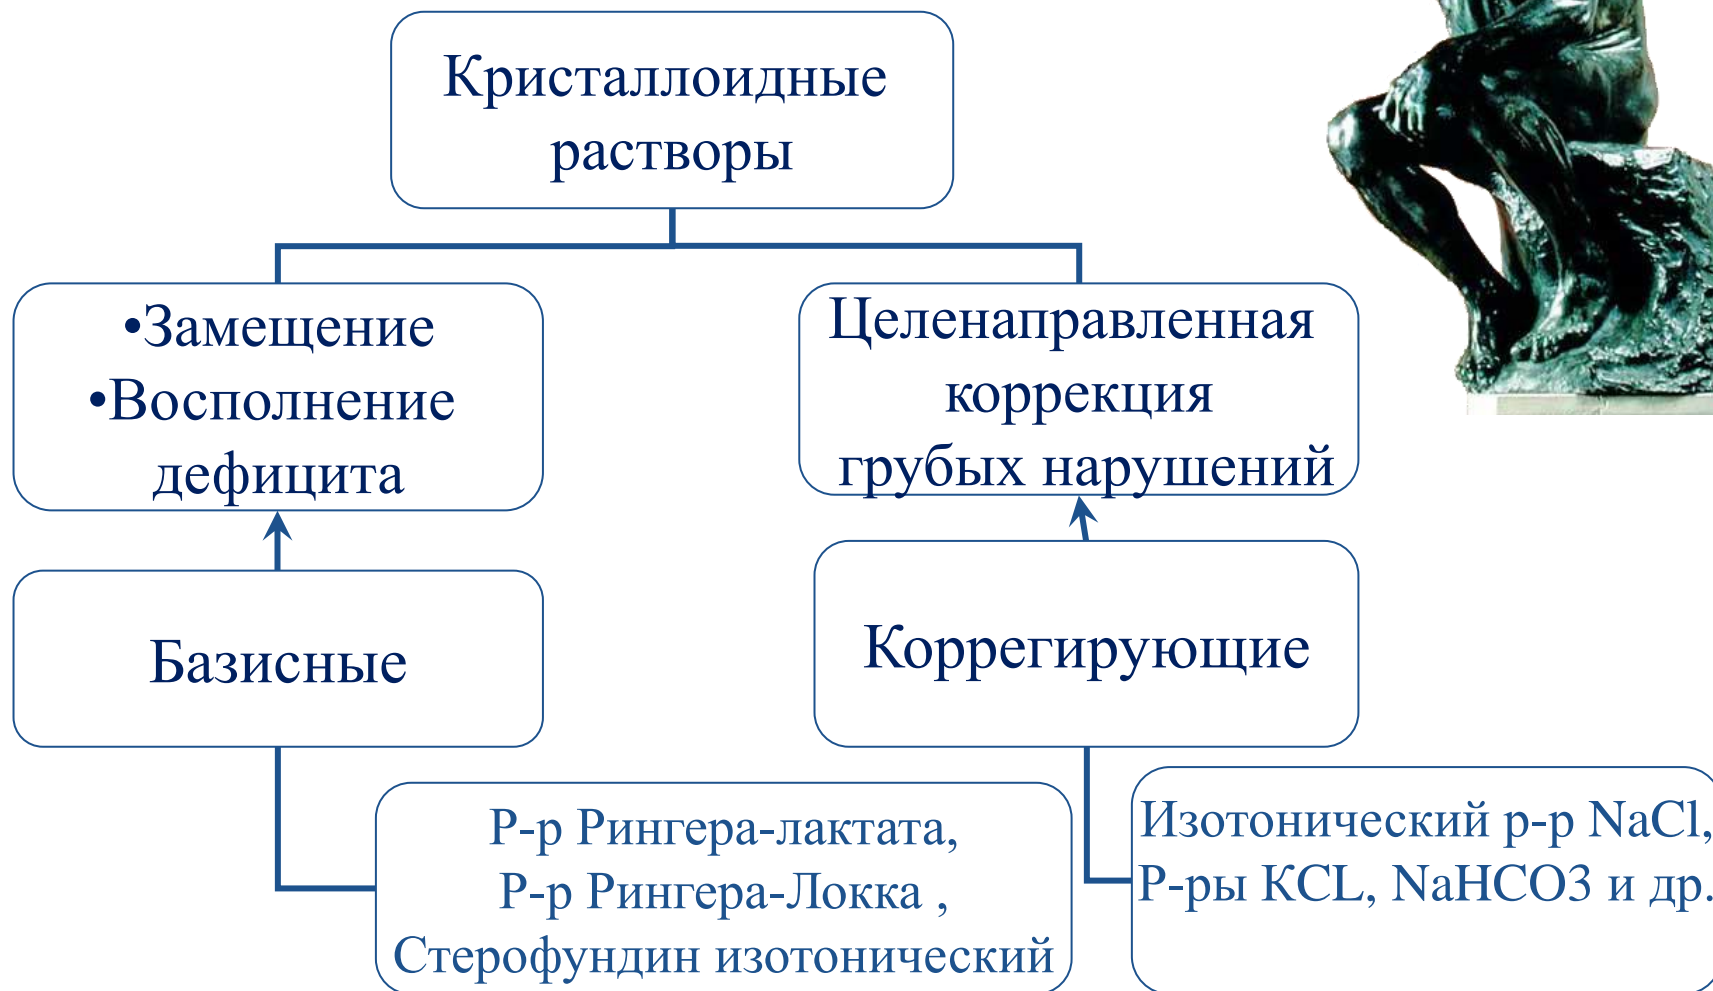 Кристаллоидные
растворы
•Замещение
•Восполнение
дефицита
Целенаправленная
коррекция
грубых нарушений
Базисные
Коррегирующие
Р-р Рингера-лактата,
Р-р Рингера-Локка ,
Стерофундин изотонический
Изотонический р-р NaCl,
Р-ры KCL, NaHCO3 и др.